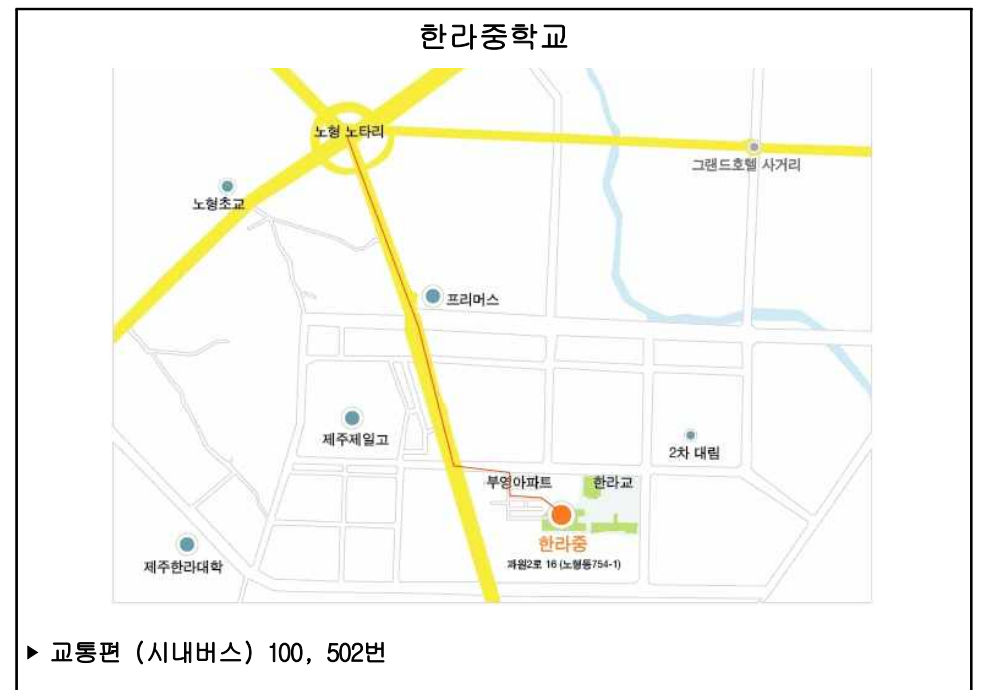 한라중학교
노형 노타리
그랜드호텔 사거리
노형초교
프리머스
제주제일고
2차 대림
부영아파트
한라교
한라중
과원2로 16 (노형동754-1)
제주한라대학
▶ 교통편 (시내버스) 100, 502번